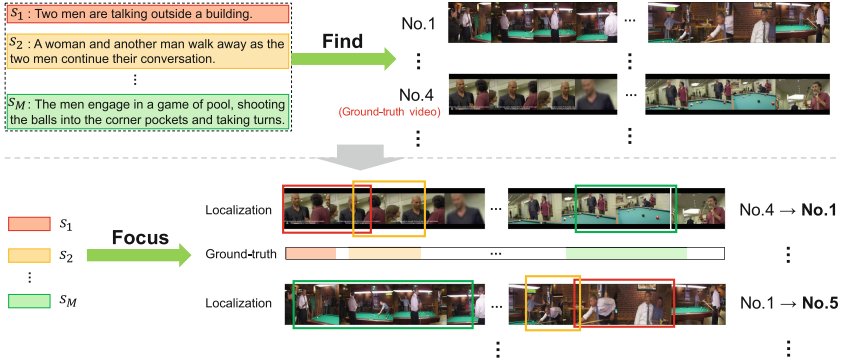 s₁ : Two men are talking outside a building.
s₂ : A woman and another man walk away as the
two men continue their conversation.
s_M : The men engage in a game of pool, shooting
the balls into the corner pockets and taking turns.
Find
No.1
No.4
(Ground-truth video)
s₁
s₂
s_M
Focus
Localization
No.4 → No.1
Ground-truth
Localization
No.1 → No.5